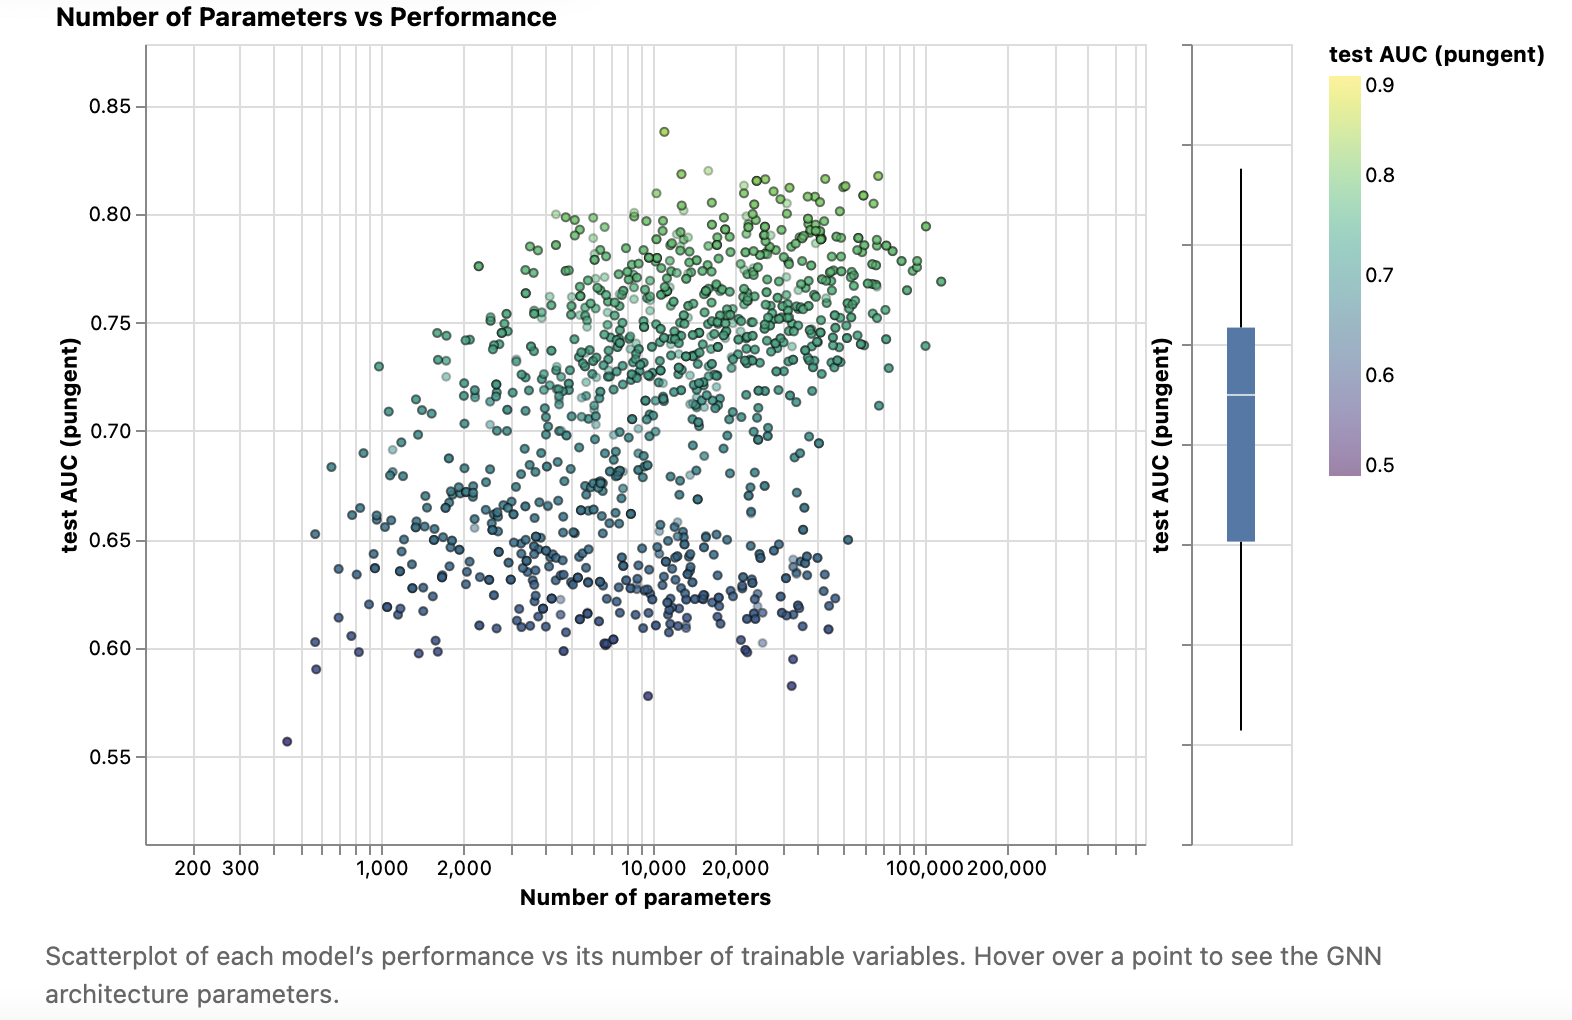 Number of Parameters vs Performance
test AUC (pungent)
0.85
0.80
0.75
0.70
0.65
0.60
0.55
200 300 1,000 2,000 10,000 20,000 100,000 200,000
Number of parameters
test AUC (pungent)
test AUC (pungent)
0.9
0.8
0.7
0.6
0.5
Scatterplot of each model’s performance vs its number of trainable variables. Hover over a point to see the GNN
architecture parameters.